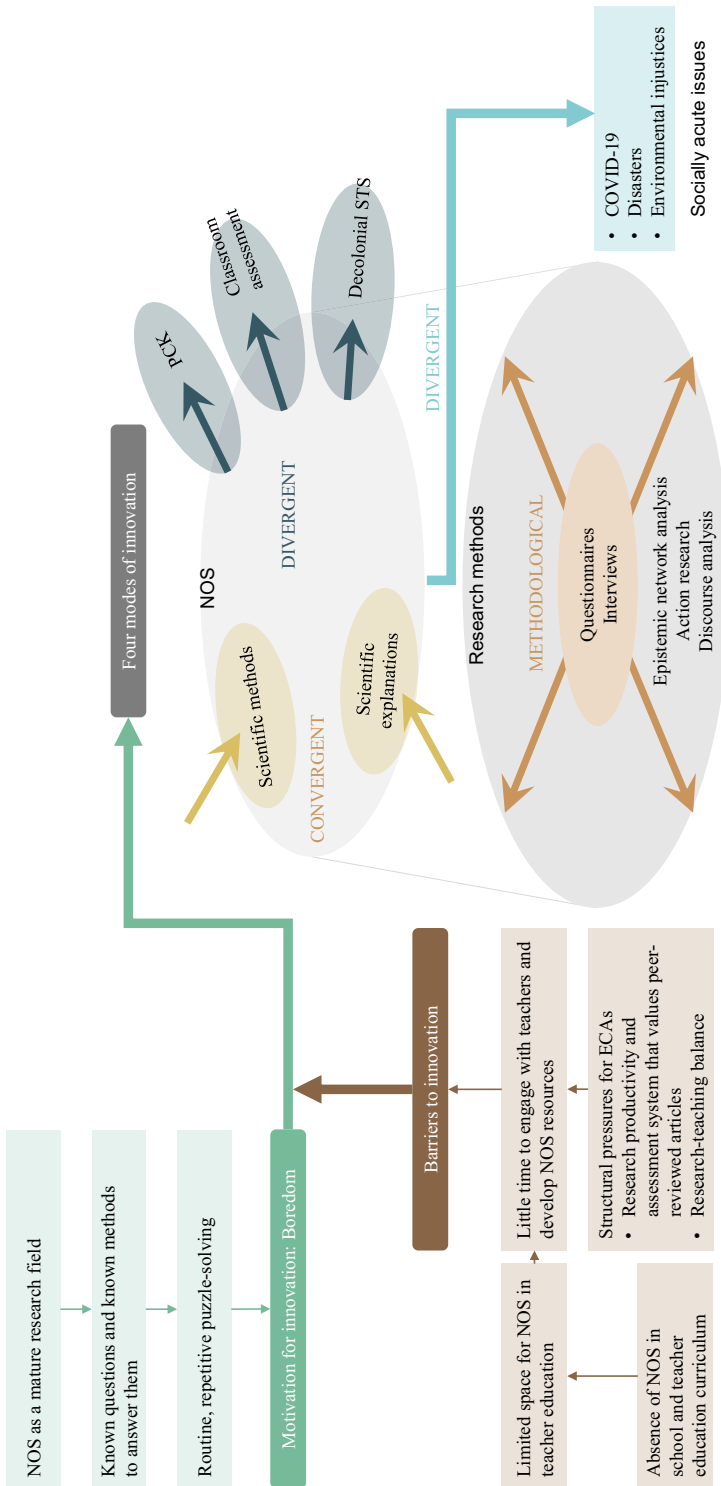 NOS as a mature research field
Known questions and known methods
to answer them
Routine, repetitive puzzle-solving
Motivation for innovation: Boredom
Barriers to innovation
Little time to engage with teachers and
develop NOS resources
Structural pressures for ECAs
• Research productivity and
assessment system that values peer-
reviewed articles
• Research-teaching balance
Limited space for NOS in
teacher education
Absence of NOS in
school and teacher
education curriculum
Four modes of innovation
NOS
CONVERGENT
Scientific methods
Scientific
explanations
DIVERGENT
PCK
Classroom
assessment
Decolonial STS
DIVERGENT
• COVID-19
• Disasters
• Environmental injustices
Socially acute issues
Research methods
METHODOLOGICAL
Questionnaires
Interviews
Epistemic network analysis
Action research
Discourse analysis